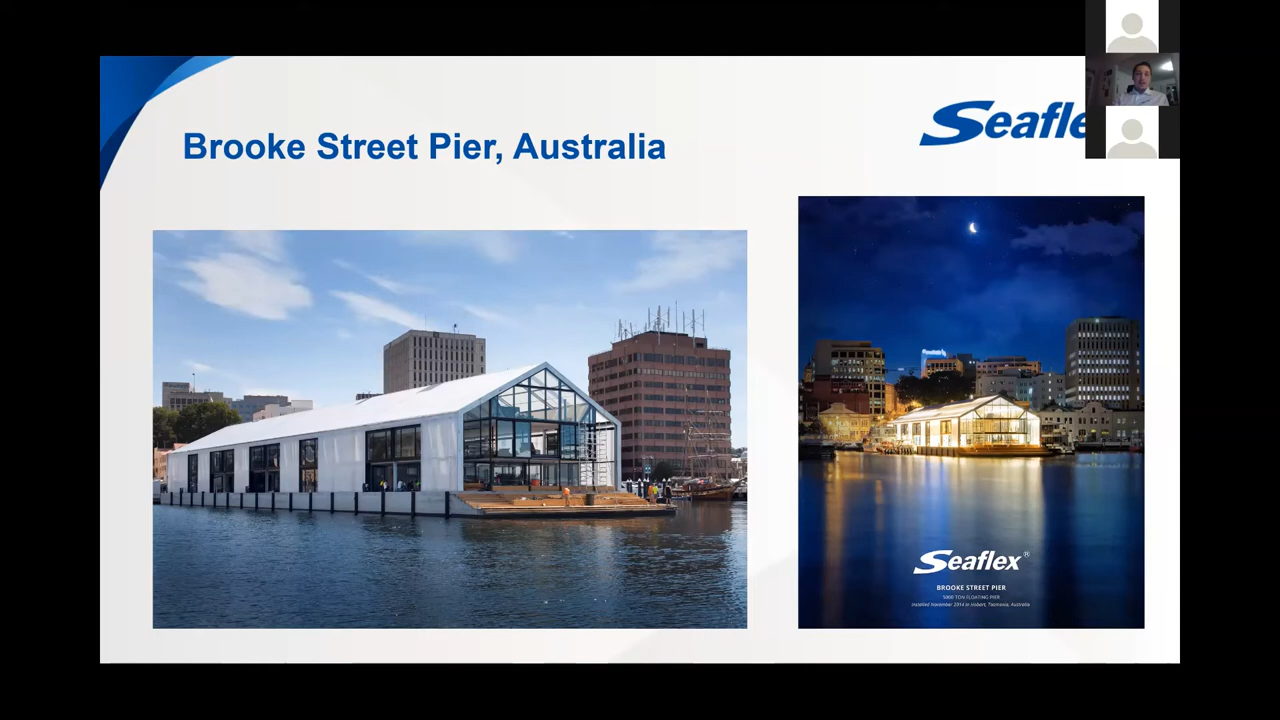 Brooke Street Pier, Australia
Seafle
Seaflex®
BROOKE STREET PIER
5000 TON FLOATING PIER
Installed November 2014 in Hobart, Tasmania, Australia